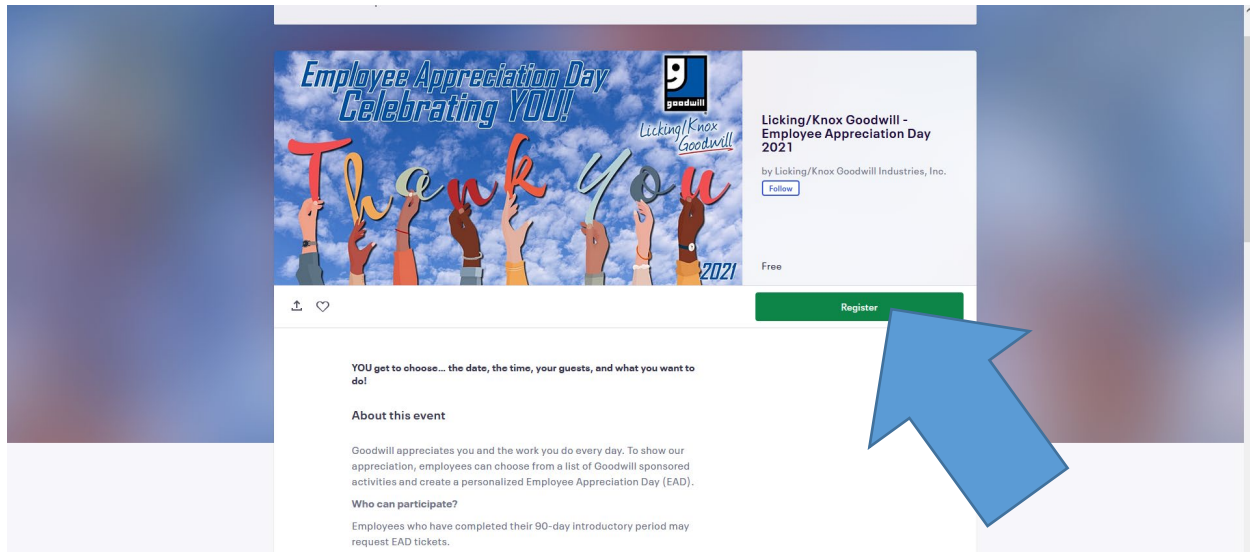 Employee Appreciation Day
Celebrating YOU!
goodwill
Licking/Knox
Goodwill
Thank You
2021
Licking/Knox Goodwill -
Employee Appreciation Day
2021
by Licking/Knox Goodwill Industries, Inc.
Follow
Free
Register
YOU get to choose... the date, the time, your guests, and what you want to
do!
About this event
Goodwill appreciates you and the work you do every day. To show our
appreciation, employees can choose from a list of Goodwill sponsored
activities and create a personalized Employee Appreciation Day (EAD).
Who can participate?
Employees who have completed their 90-day introductory period may
request EAD tickets.